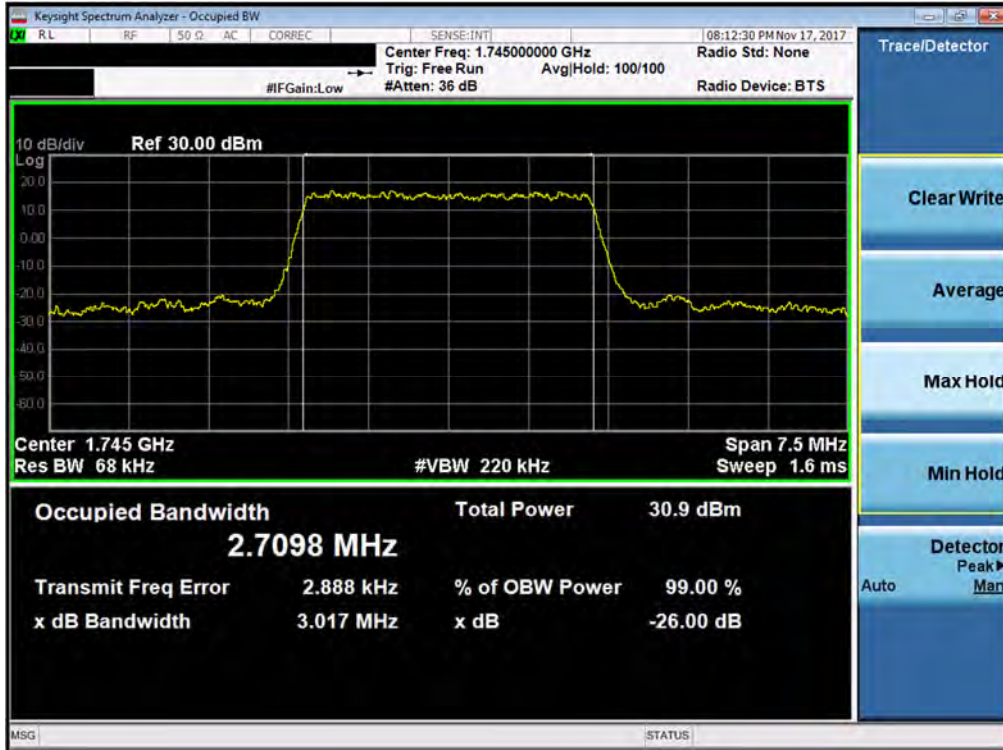 Keysight Spectrum Analyzer - Occupied BW
LXI RL RF 50 Ω AC CORREC SENSE:INT 08:12:30 PM Nov 17, 2017
Center Freq: 1.745000000 GHz Radio Std: None
Trig: Free Run Avg|Hold: 100/100
#IFGain:Low #Atten: 36 dB Radio Device: BTS
Trace/Detector
10 dB/div Ref 30.00 dBm
Log
20.0
10.0
0.00
-10.0
-20.0
-30.0
-40.0
-50.0
-60.0
Center 1.745 GHz Span 7.5 MHz
Res BW 68 kHz #VBW 220 kHz Sweep 1.6 ms
Clear Write
Average
Max Hold
Min Hold
Detector
Peak▶
Auto Man
Occupied Bandwidth Total Power 30.9 dBm
2.7098 MHz
Transmit Freq Error 2.888 kHz % of OBW Power 99.00 %
x dB Bandwidth 3.017 MHz x dB -26.00 dB
MSG STATUS